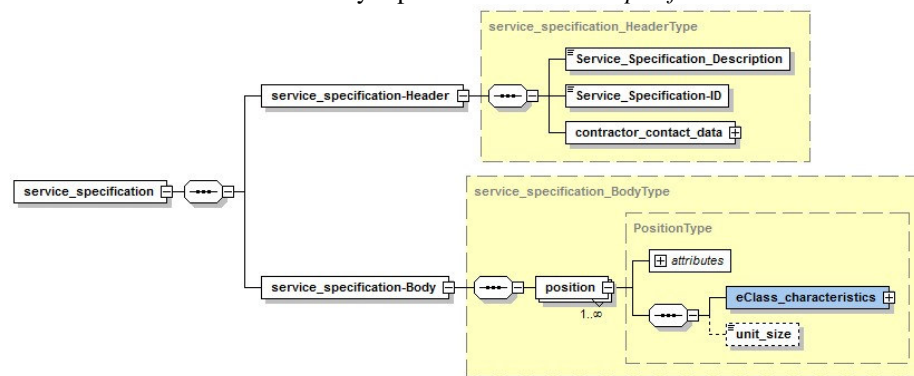 service_specification_HeaderType
Service_Specification_Description
service_specification-Header
Service_Specification-ID
contractor_contact_data
service_specification
service_specification_BodyType
PositionType
attributes
service_specification-Body
position
eClass_characteristics
1..∞
unit_size